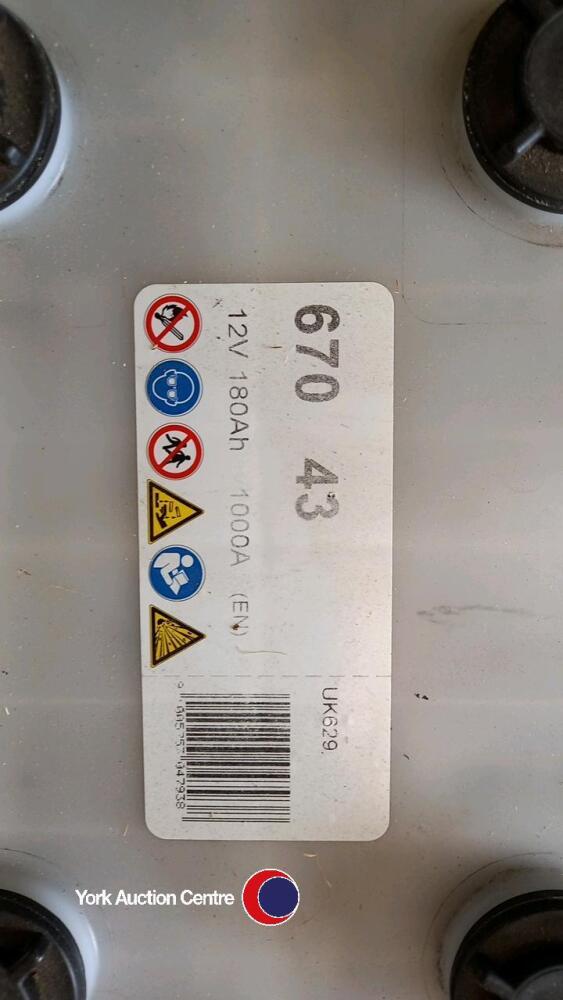 670 43
12V 180Ah 1000A (EN)
UK629.
York Auction Centre